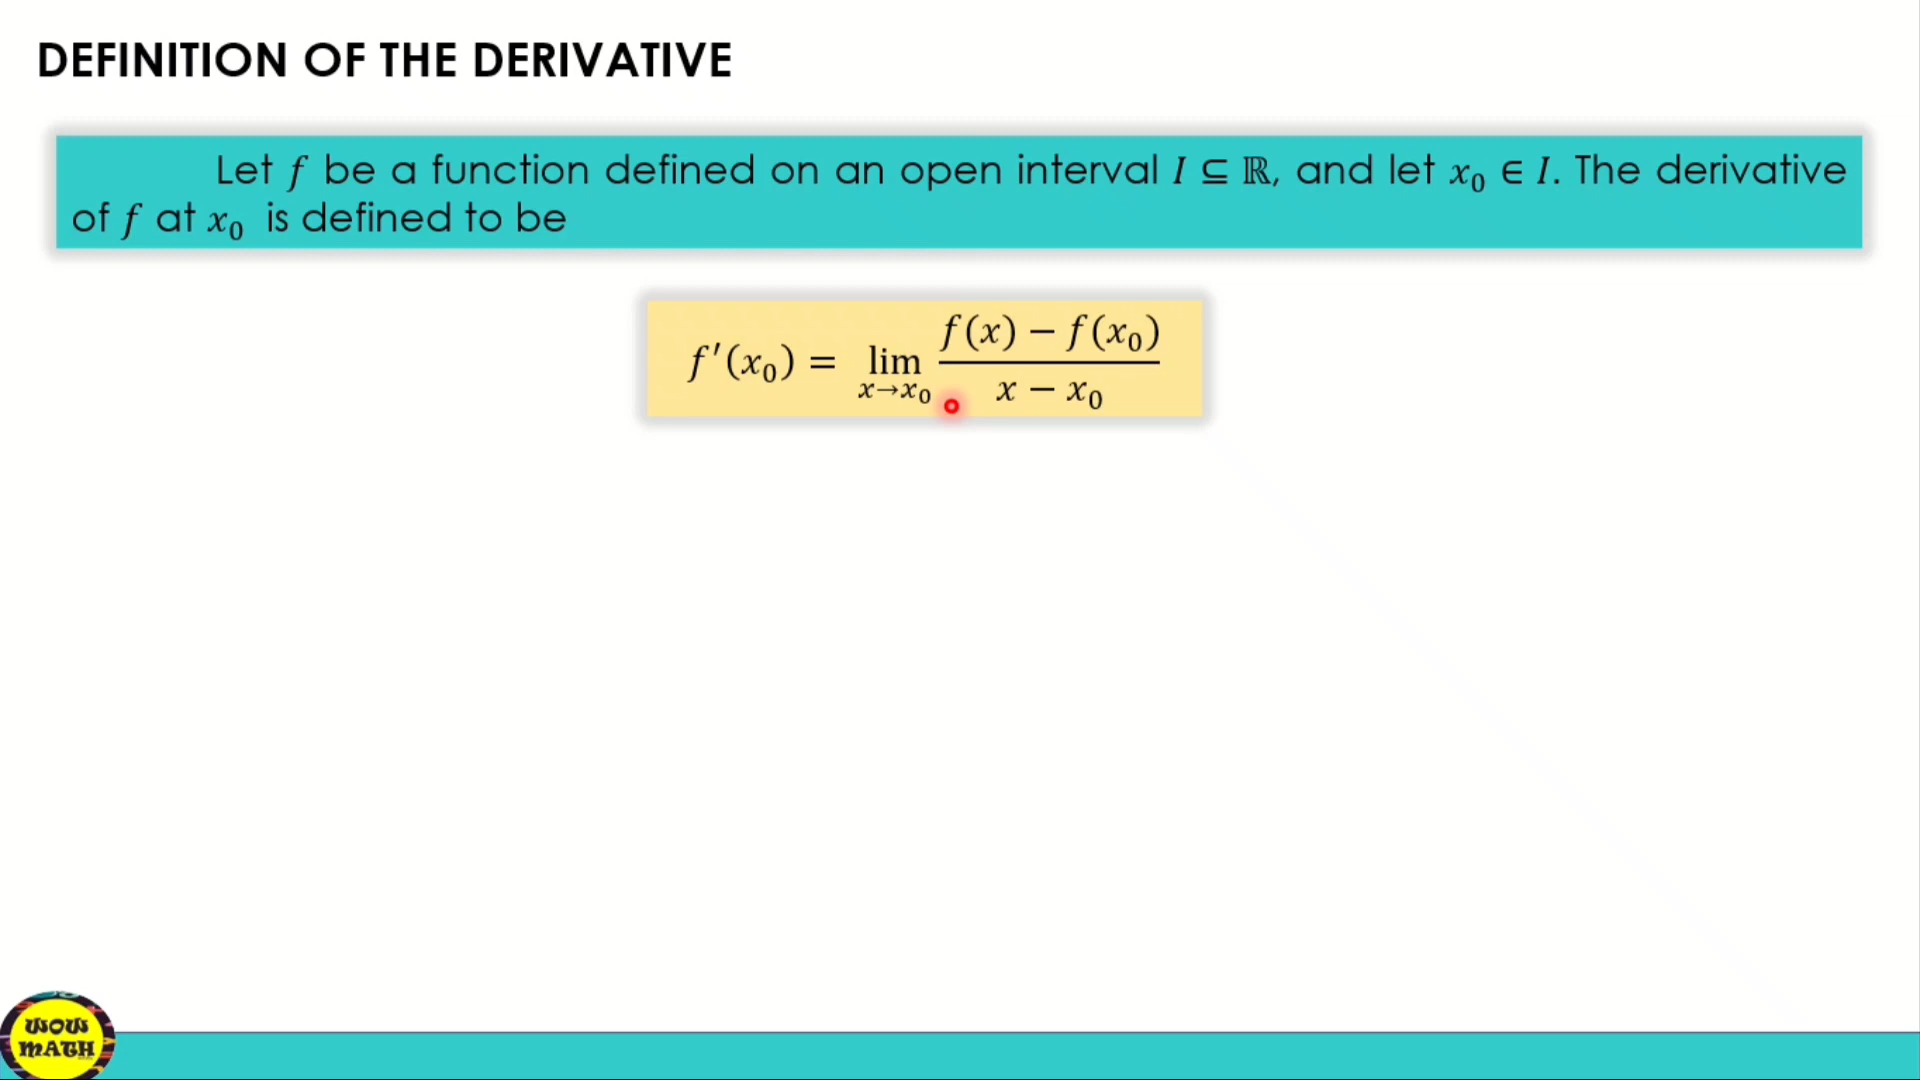 DEFINITION OF THE DERIVATIVE
Let f be a function defined on an open interval I ⊆ ℝ, and let x₀ ∈ I. The derivative
of f at x₀ is defined to be
f′(x₀) = lim_{x→x₀} (f(x) − f(x₀)) / (x − x₀)
WOW
MATH